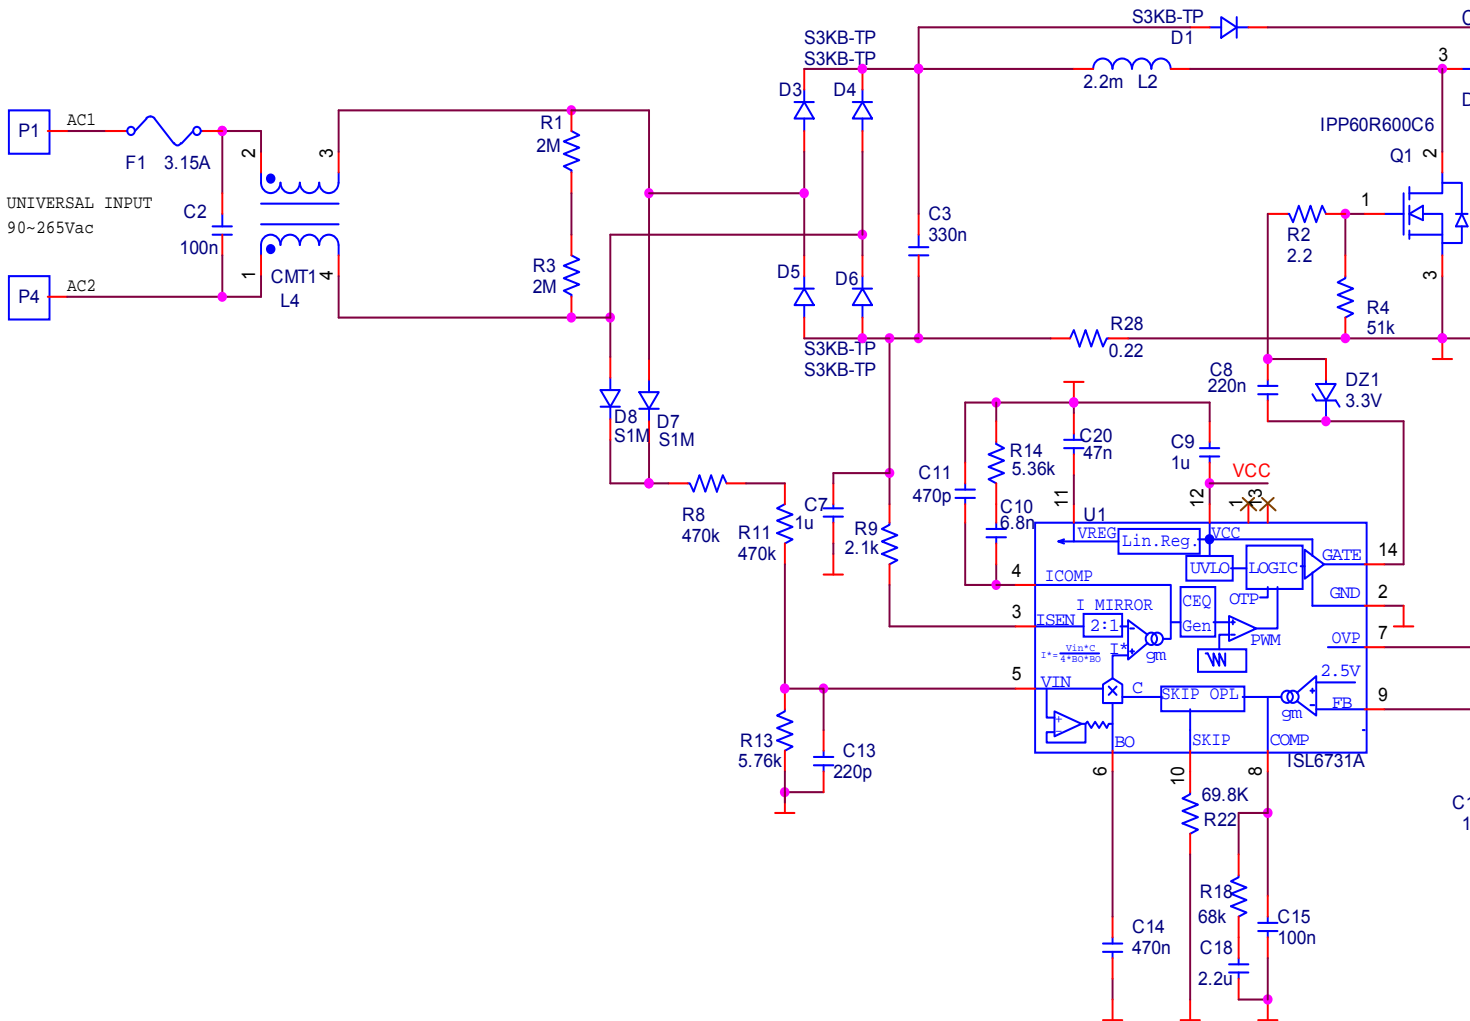 S3KB-TP
D1
C
S3KB-TP
S3KB-TP
D3
D4
2.2m L2
3
D
P1
AC1
F1 3.15A
2
3
R1
2M
IPP60R600C6
Q1
2
1
UNIVERSAL INPUT
90~265Vac
C2
100n
C3
330n
R2
2.2
P4
AC2
1
4
CMT1
L4
R3
2M
D5
D6
3
R4
51k
R28
0.22
S3KB-TP
S3KB-TP
C8
220n
DZ1
3.3V
D8
S1M
D7
S1M
C20
47n
C9
1u
R14
5.36k
C11
470p
VCC
11
12
1
13
C10
6.8n
C7
1u
R8
470k
R11
470k
R9
2.1k
U1
VREG
Lin.Reg.
VCC
UVLO
LOGIC
GATE
14
4
ICOMP
OTP
GND
2
I MIRROR
CEQ
Gen
3
ISEN
2:1
PWM
OVP
7
I*=Vin*C
4*BO*BO
I*
gm
2.5V
5
VIN
C
SKIP OPL
gm
FB
9
BO
SKIP
COMP
ISL6731A
6
10
8
R13
5.76k
C13
220p
69.8K
R22
C1
1
R18
68k
C15
100n
C14
470n
C18
2.2u